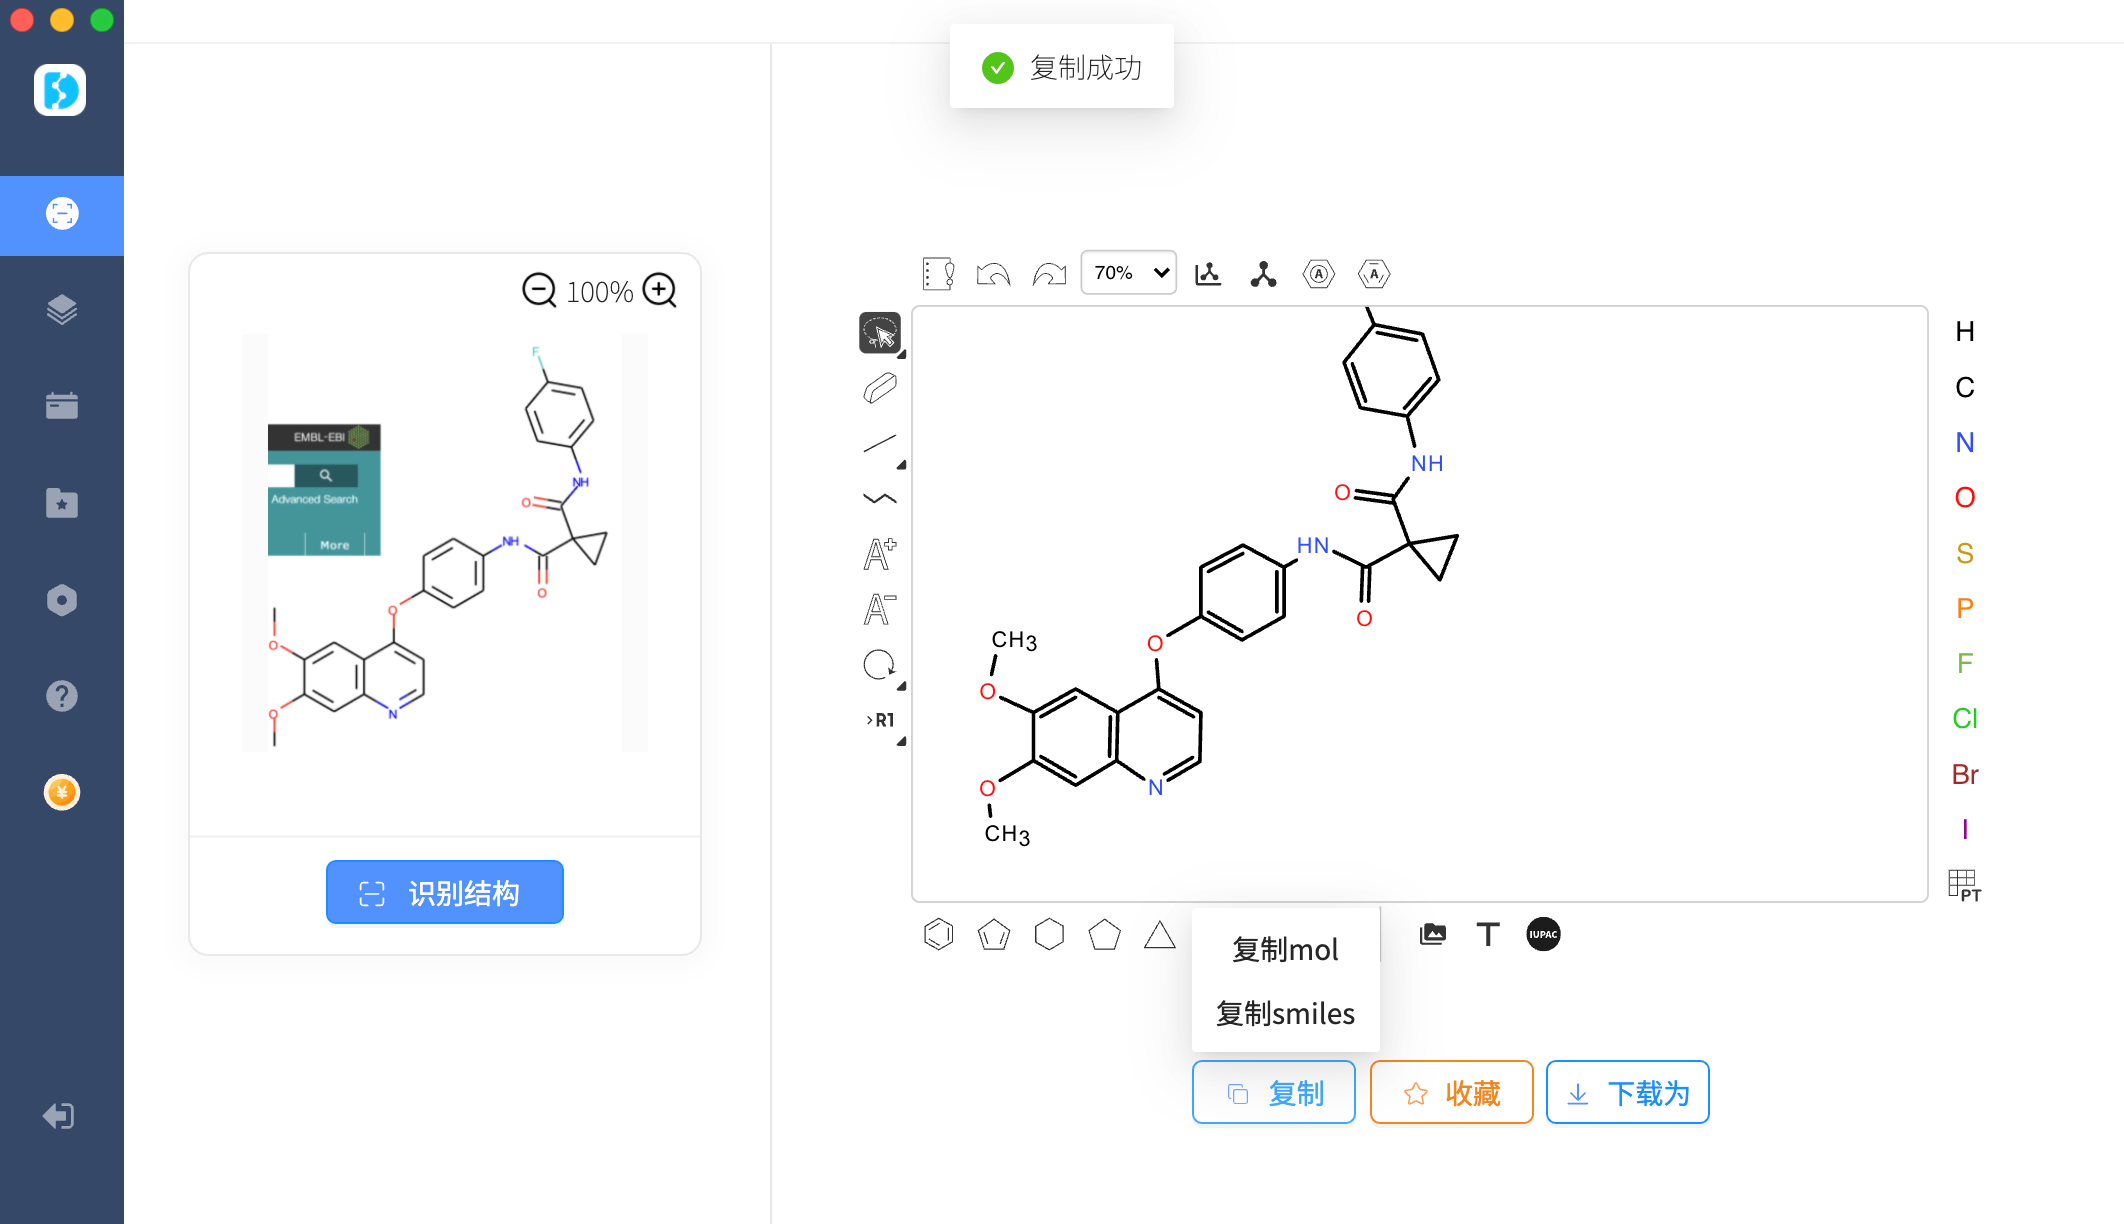 复制成功
100%
F
EMBL-EBI
Advanced Search
More
NH
O
NH
O
O
O
O
N
识别结构
70%
A
A
A+
A-
>R1
NH
O
HN
O
O
CH3
O
O
CH3
N
H
C
N
O
S
P
F
Cl
Br
I
PT
T
IUPAC
复制mol
复制smiles
复制
收藏
下载为